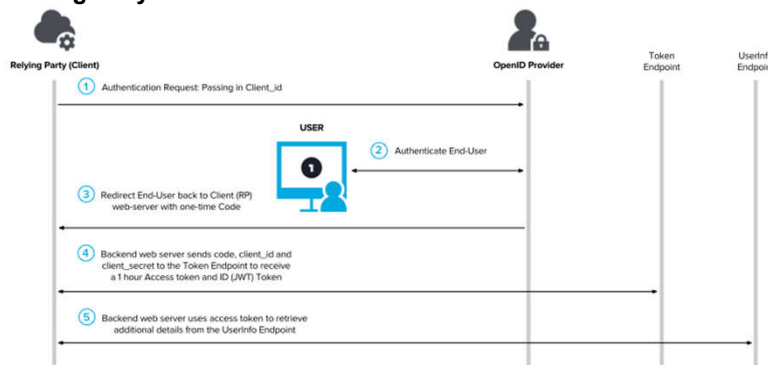 Relying Party (Client)
OpenID Provider
Token
Endpoint
UserInfo
1 Authentication Request: Passing in Client_id
USER
1
2 Authenticate End-User
3 Redirect End-User back to Client (RP)
web-server with one-time Code
4 Backend web server sends code, client_id and
client_secret to the Token Endpoint to receive
a 1 hour Access token and ID (JWT) Token
5 Backend web server uses access token to retrieve
additional details from the UserInfo Endpoint